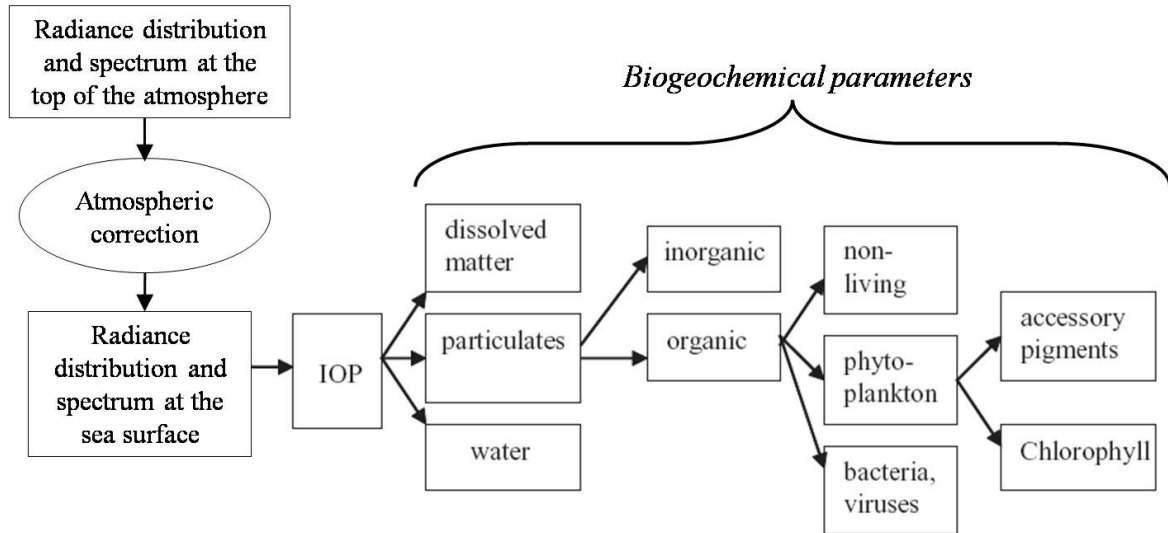 Radiance distribution
and spectrum at the
top of the atmosphere
Atmospheric
correction
Radiance
distribution and
spectrum at the
sea surface
IOP
Biogeochemical parameters
dissolved
matter
particulates
water
inorganic
organic
non-
living
phyto-
plankton
bacteria,
viruses
accessory
pigments
Chlorophyll